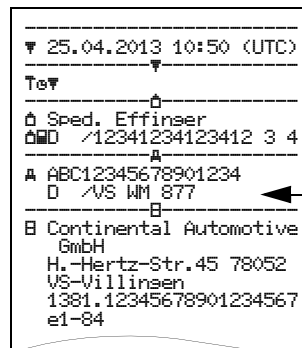 25.04.2013 10:50 (UTC)
Sped. Effinger
D /12341234123412 3 4
ABC12345678901234
D /VS WM 877
Continental Automotive
GmbH
H.-Hertz-Str.45 78052
VS-Villingen
1381.12345678901234567
e1-84